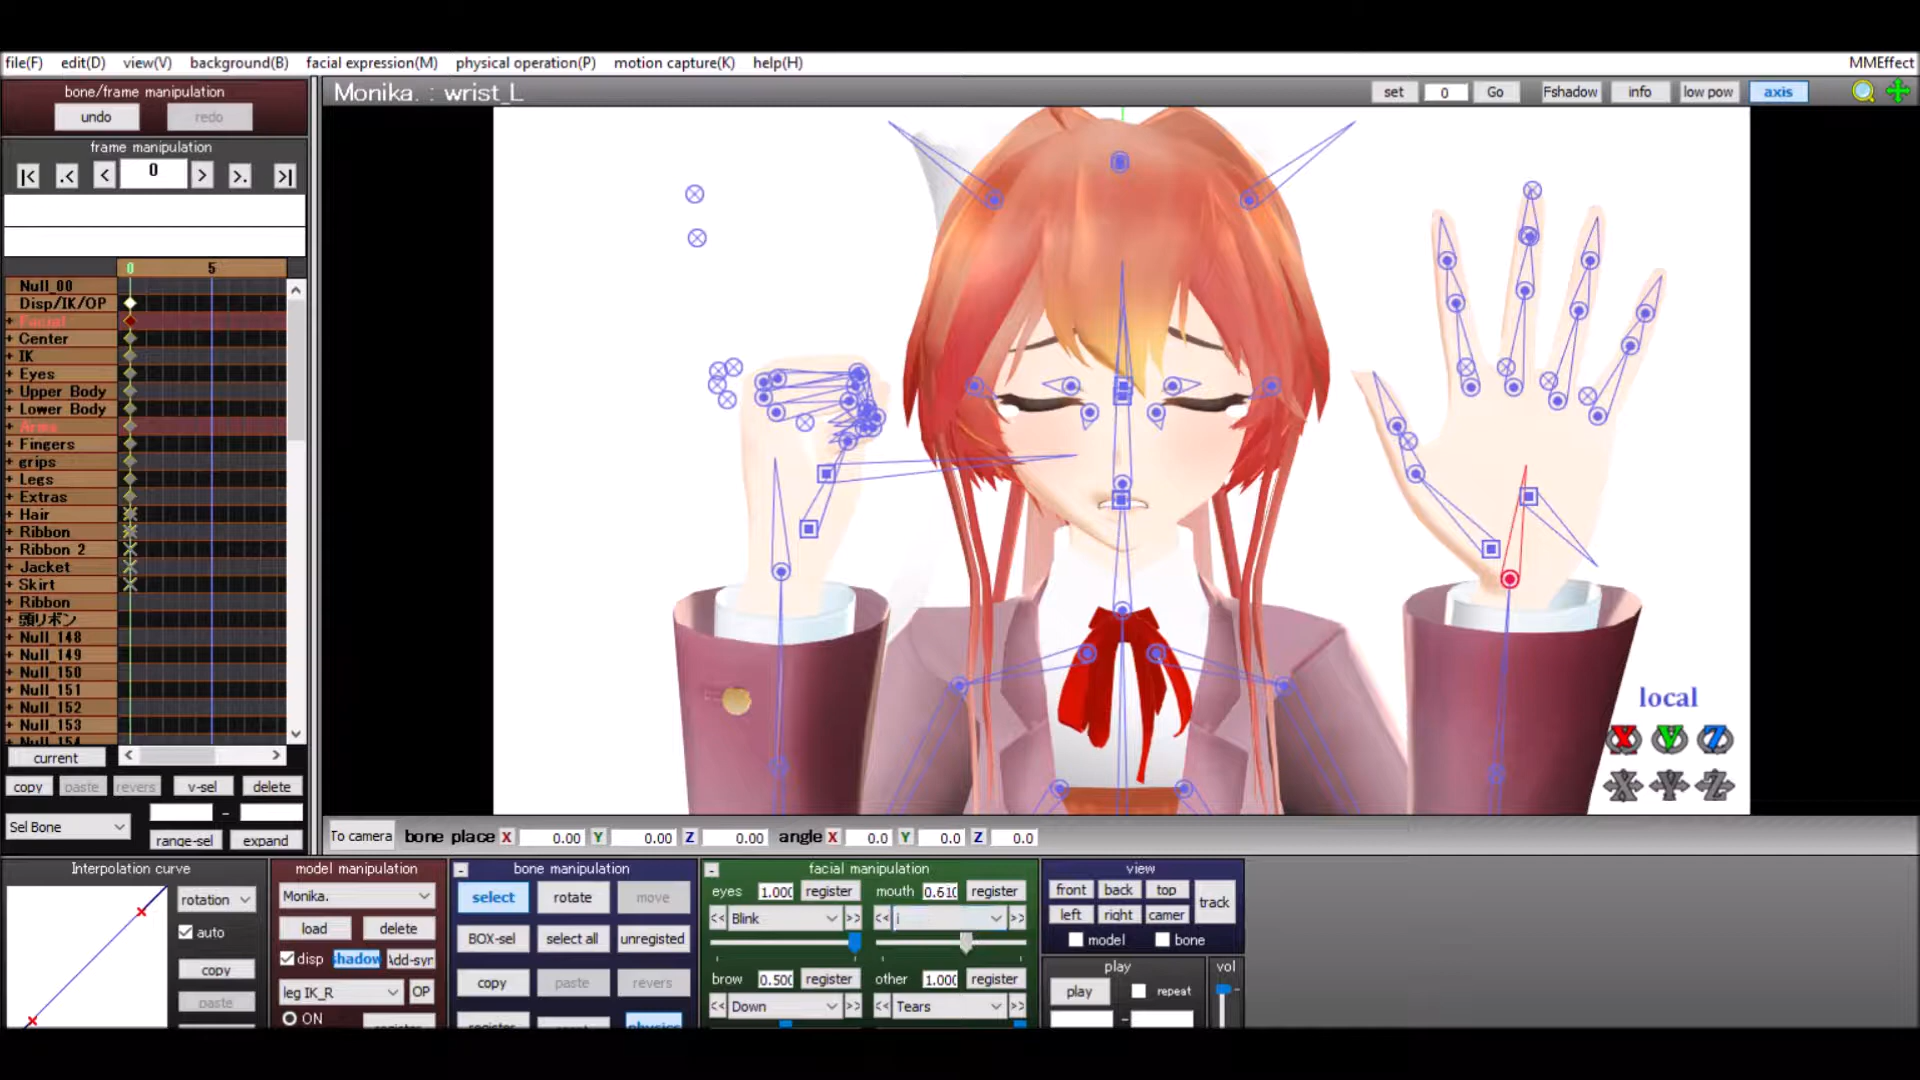 file(F) edit(D) view(V) background(B) facial expression(M) physical operation(P) motion capture(K) help(H) MMEffect
bone/frame manipulation
undo redo
Monika. : wrist_L
set 0 Go Fshadow info low pow axis
frame manipulation
|< .< < 0 > >. >|
0 5
Null_00
Disp/IK/OP
+ Facial
+ Center
+ IK
+ Eyes
+ Upper Body
+ Lower Body
+ Arms
+ Fingers
+ grips
+ Legs
+ Extras
+ Hair
+ Ribbon
+ Ribbon 2
+ Jacket
+ Skirt
+ Ribbon
+ 頭リボン
+ Null_148
+ Null_149
+ Null_150
+ Null_151
+ Null_152
+ Null_153
+ Null_154
local
X Y Z
X Y Z
current < >
copy paste revers v-sel delete
Sel Bone -
range-sel expand
To camera bone place X 0.00 Y 0.00 Z 0.00 angle X 0.0 Y 0.0 Z 0.0
Interpolation curve
rotation
auto
copy
paste
model manipulation
Monika.
load delete
disp shadow Add-syn
leg IK_R OP
ON
- bone manipulation
select rotate move
BOX-sel select all unregisted
copy paste revers
register physics
- facial manipulation
eyes 1.000 register mouth 0.610 register
<< Blink >> << i >>
brow 0.500 register other 1.000 register
<< Down >> << Tears >>
view
front back top
left right camer track
model bone
play vol
play repeat
-